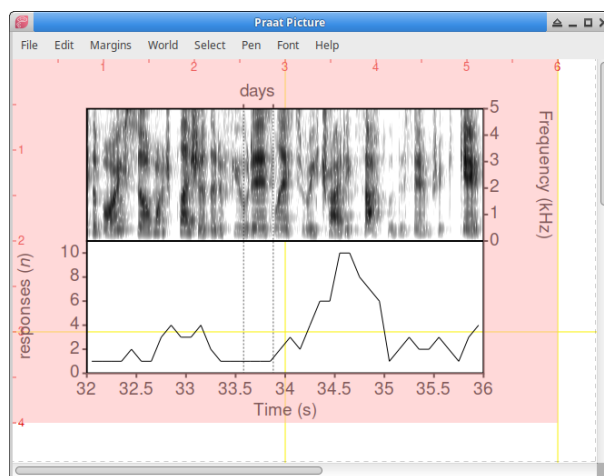 Praat Picture
File Edit Margins World Select Pen Font Help
1 2 3 4 5 6
days
5
4
3
2
1
0
Frequency (kHz)
-1
-2
-3
-4
responses (n)
10
8
6
4
2
0
32 32.5 33 33.5 34 34.5 35 35.5 36
Time (s)